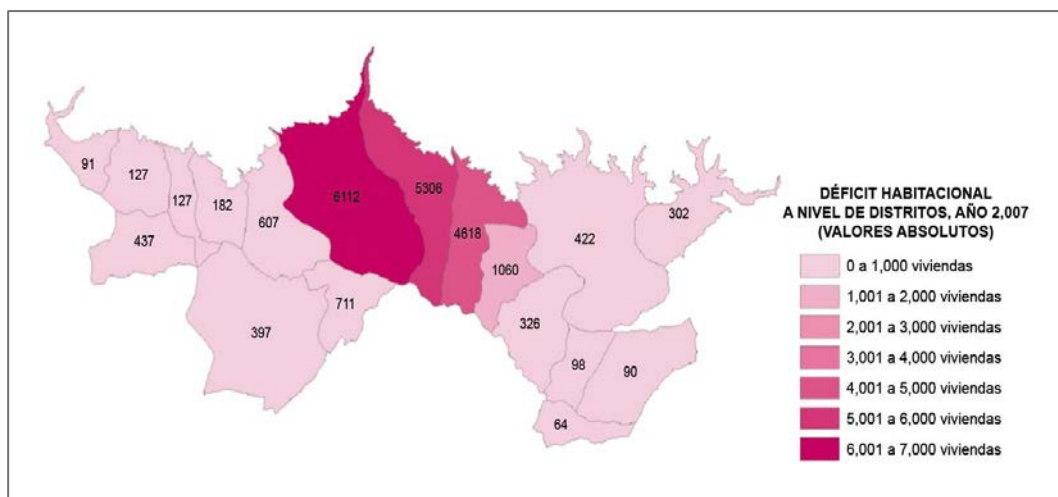 91
127
127
182
607
6112
5306
4618
422
302
437
1060
397
711
326
98
90
64
DÉFICIT HABITACIONAL
A NIVEL DE DISTRITOS, AÑO 2,007
(VALORES ABSOLUTOS)
0 a 1,000 viviendas
1,001 a 2,000 viviendas
2,001 a 3,000 viviendas
3,001 a 4,000 viviendas
4,001 a 5,000 viviendas
5,001 a 6,000 viviendas
6,001 a 7,000 viviendas